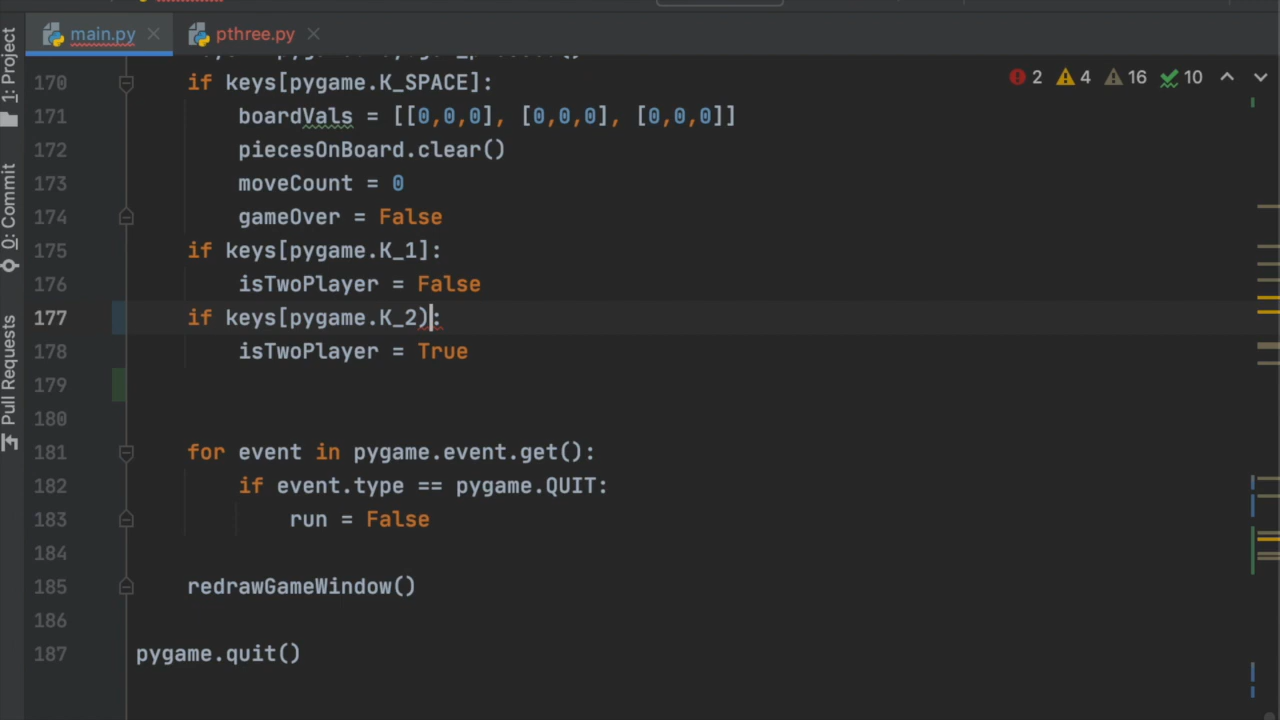 main.py
pthree.py
1: Project
0: Commit
Pull Requests
2 4 16 10
170 if keys[pygame.K_SPACE]:
171 boardVals = [[0,0,0], [0,0,0], [0,0,0]]
172 piecesOnBoard.clear()
173 moveCount = 0
174 gameOver = False
175 if keys[pygame.K_1]:
176 isTwoPlayer = False
177 if keys[pygame.K_2):
178 isTwoPlayer = True
179
180
181 for event in pygame.event.get():
182 if event.type == pygame.QUIT:
183 run = False
184
185 redrawGameWindow()
186
187 pygame.quit()